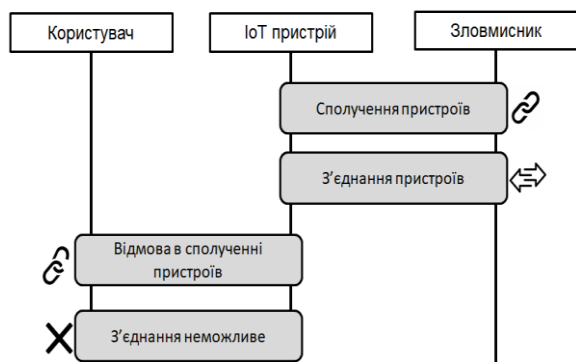 Користувач
IoT пристрій
Зловмисник
Сполучення пристроїв
З’єднання пристроїв
Відмова в сполученні
пристроїв
З’єднання неможливе